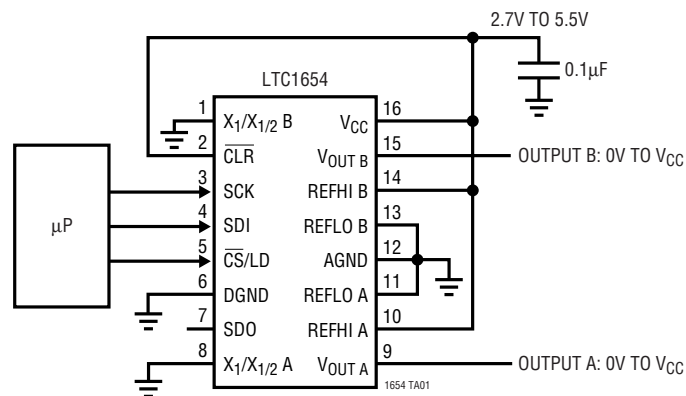 2.7V TO 5.5V
0.1µF
LTC1654
1 X1/X1/2 B
VCC 16
2 CLR
VOUT B 15
OUTPUT B: 0V TO VCC
3 SCK
REFHI B 14
µP
4 SDI
REFLO B 13
5 CS/LD
AGND 12
6 DGND
REFLO A 11
7 SDO
REFHI A 10
8 X1/X1/2 A
VOUT A 9
OUTPUT A: 0V TO VCC
1654 TA01